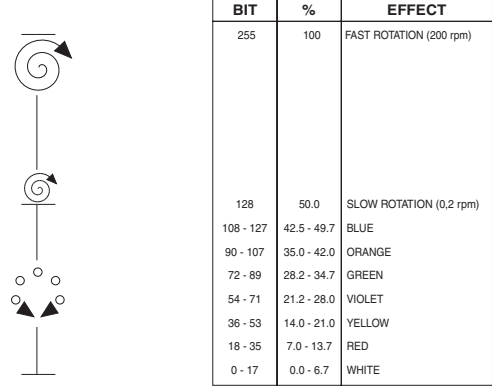 BIT % EFFECT
255 100 FAST ROTATION (200 rpm)
128 50.0 SLOW ROTATION (0,2 rpm)
108 - 127 42.5 - 49.7 BLUE
90 - 107 35.0 - 42.0 ORANGE
72 - 89 28.2 - 34.7 GREEN
54 - 71 21.2 - 28.0 VIOLET
36 - 53 14.0 - 21.0 YELLOW
18 - 35 7.0 - 13.7 RED
0 - 17 0.0 - 6.7 WHITE